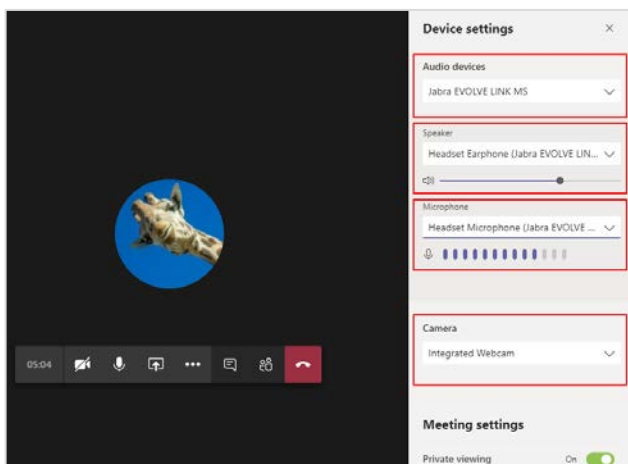 Device settings
Audio devices
Jabra EVOLVE LINK MS
Speaker
Headset Earphone (Jabra EVOLVE LIN...
Microphone
Headset Microphone (Jabra EVOLVE ...
Camera
Integrated Webcam
05:04
Meeting settings
Private viewing On